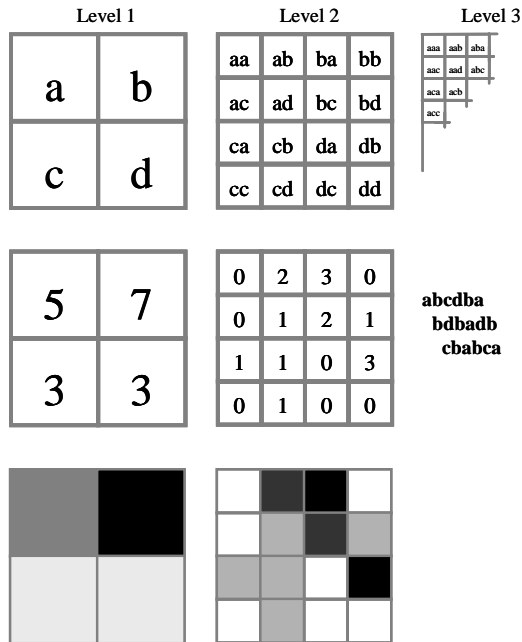 Level 1 Level 2 Level 3
a b
c d
aa ab ba bb
ac ad bc bd
ca cb da db
cc cd dc dd
aaa aab aba
aac aad abc
aca acb
acc
5 7
3 3
0 2 3 0
0 1 2 1
1 1 0 3
0 1 0 0
abcdba
bdbadb
cbabca